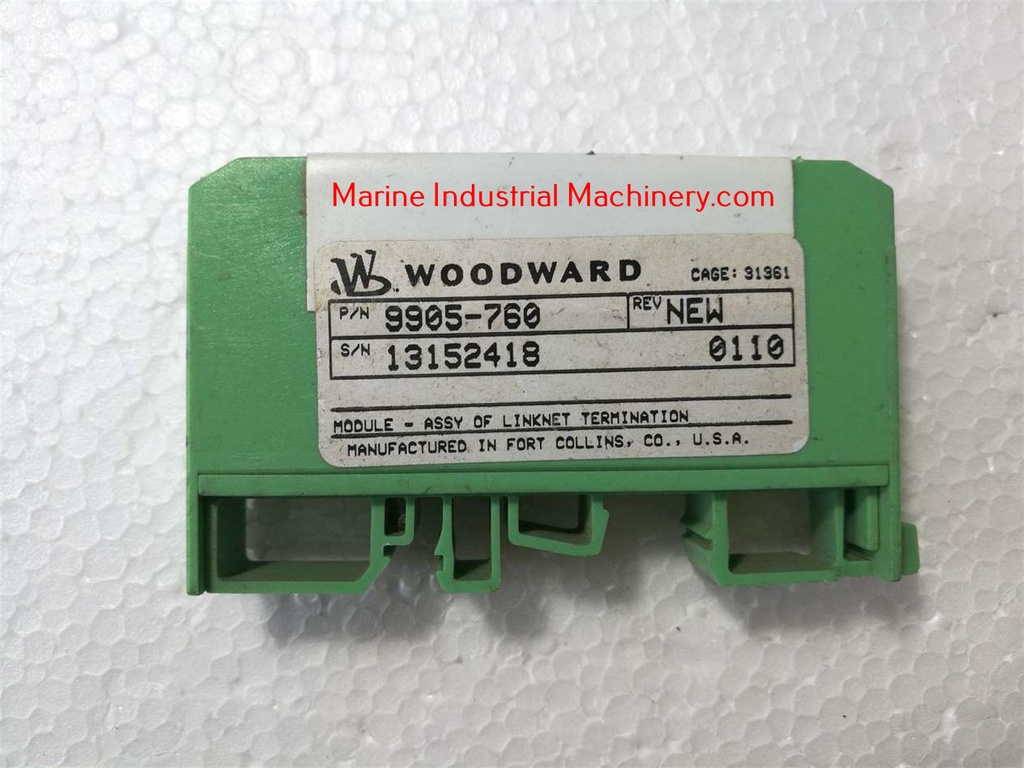 Marine Industrial Machinery.com
WOODWARD CAGE: 31361
P/N 9905-760 REV NEW
S/N 13152418 0110
MODULE - ASSY OF LINKNET TERMINATION
MANUFACTURED IN FORT COLLINS, CO., U.S.A.